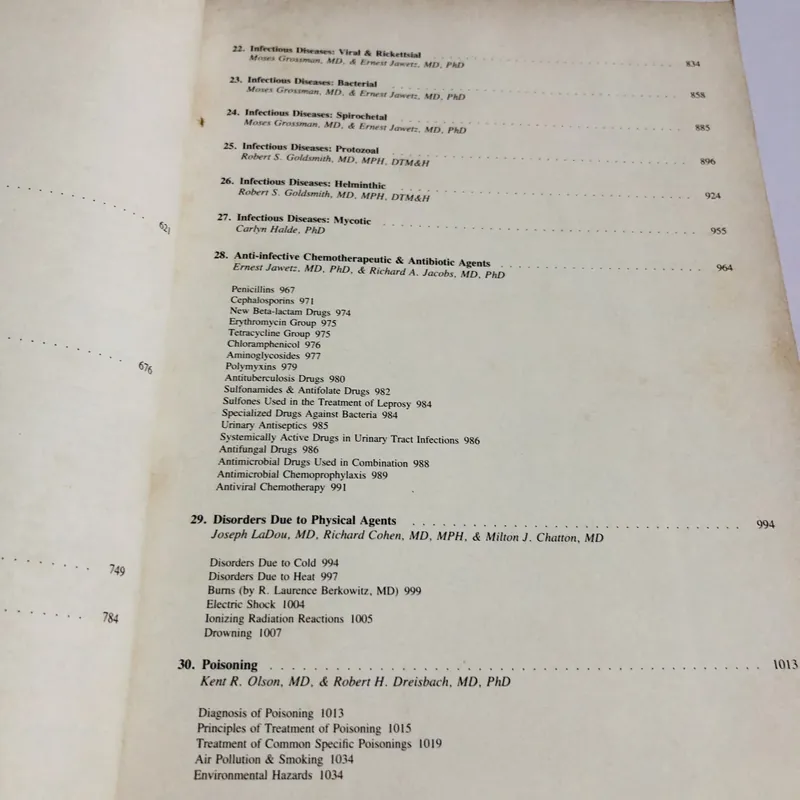 621
676
749
784
22. Infectious Diseases: Viral & Rickettsial . . . . . . . . . . . . . . . . . . . . 834
Moses Grossman, MD, & Ernest Jawetz, MD, PhD
23. Infectious Diseases: Bacterial . . . . . . . . . . . . . . . . . . . . 858
Moses Grossman, MD, & Ernest Jawetz, MD, PhD
24. Infectious Diseases: Spirochetal . . . . . . . . . . . . . . . . . . . . 885
Moses Grossman, MD, & Ernest Jawetz, MD, PhD
25. Infectious Diseases: Protozoal . . . . . . . . . . . . . . . . . . . . 896
Robert S. Goldsmith, MD, MPH, DTM&H
26. Infectious Diseases: Helminthic . . . . . . . . . . . . . . . . . . . . 924
Robert S. Goldsmith, MD, MPH, DTM&H
27. Infectious Diseases: Mycotic . . . . . . . . . . . . . . . . . . . . 955
Carlyn Halde, PhD
28. Anti-infective Chemotherapeutic & Antibiotic Agents . . . . . . . . . . . . . . . . . . . . 964
Ernest Jawetz, MD, PhD, & Richard A. Jacobs, MD, PhD
Penicillins 967
Cephalosporins 971
New Beta-lactam Drugs 974
Erythromycin Group 975
Tetracycline Group 975
Chloramphenicol 976
Aminoglycosides 977
Polymyxins 979
Antituberculosis Drugs 980
Sulfonamides & Antifolate Drugs 982
Sulfones Used in the Treatment of Leprosy 984
Specialized Drugs Against Bacteria 984
Urinary Antiseptics 985
Systemically Active Drugs in Urinary Tract Infections 986
Antifungal Drugs 986
Antimicrobial Drugs Used in Combination 988
Antimicrobial Chemoprophylaxis 989
Antiviral Chemotherapy 991
29. Disorders Due to Physical Agents . . . . . . . . . . . . . . . . . . . . 994
Joseph LaDou, MD, Richard Cohen, MD, MPH, & Milton J. Chatton, MD
Disorders Due to Cold 994
Disorders Due to Heat 997
Burns (by R. Laurence Berkowitz, MD) 999
Electric Shock 1004
Ionizing Radiation Reactions 1005
Drowning 1007
30. Poisoning . . . . . . . . . . . . . . . . . . . . 1013
Kent R. Olson, MD, & Robert H. Dreisbach, MD, PhD
Diagnosis of Poisoning 1013
Principles of Treatment of Poisoning 1015
Treatment of Common Specific Poisonings 1019
Air Pollution & Smoking 1034
Environmental Hazards 1034